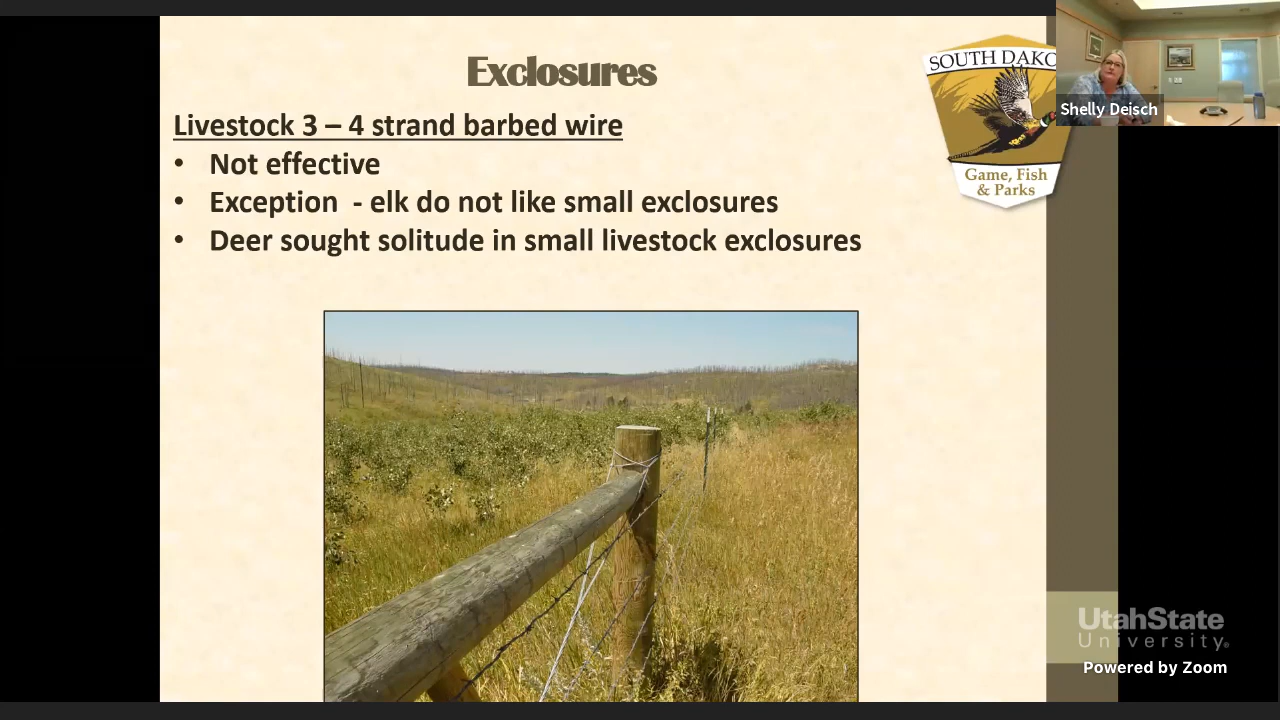 Exclosures
Livestock 3 – 4 strand barbed wire
• Not effective
• Exception - elk do not like small exclosures
• Deer sought solitude in small livestock exclosures
SOUTH DAKO
Game, Fish
& Parks
Shelly Deisch
UtahState
University®
Powered by Zoom